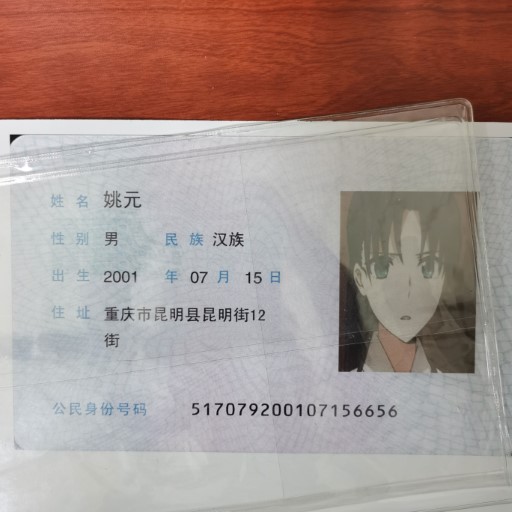 姓名 姚元
性别 男 民族 汉族
出生 2001 年 07 月 15 日
住址 重庆市昆明县昆明街12
街
公民身份号码 517079200107156656